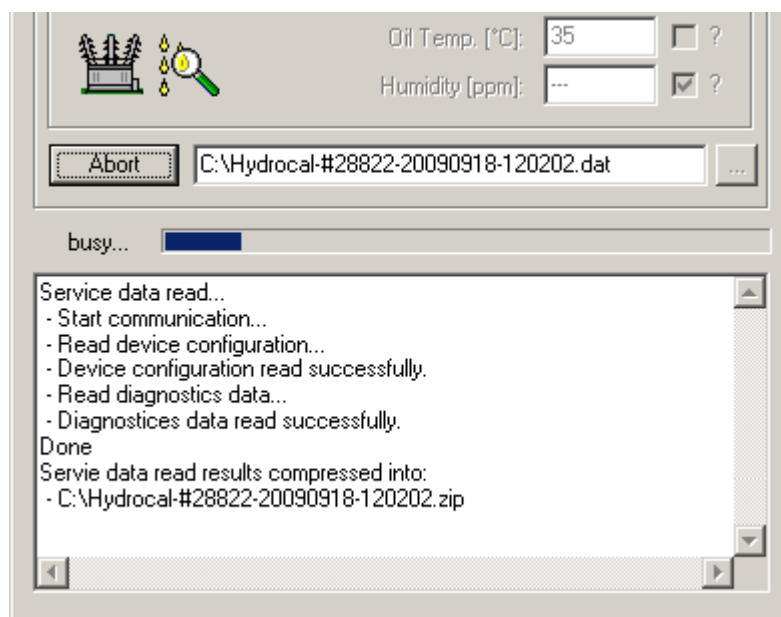 Oil Temp. [°C]: 35 ?
Humidity [ppm]: --- ?
Abort C:\Hydrocal-#28822-20090918-120202.dat ...
busy...
Service data read...
- Start communication...
- Read device configuration...
- Device configuration read successfully.
- Read diagnostics data...
- Diagnostices data read successfully.
Done
Servie data read results compressed into:
- C:\Hydrocal-#28822-20090918-120202.zip